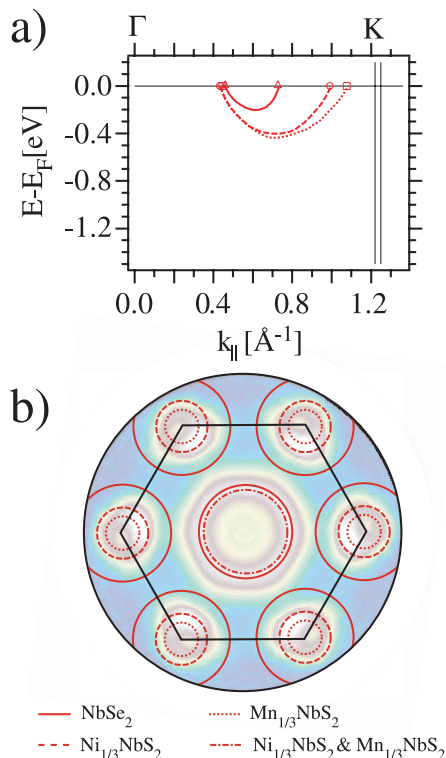 a)
Γ K
0.0
-0.4
-0.8
-1.2
E-E_F[eV]
0.0 0.4 0.8 1.2
k_|| [Å⁻¹]
b)
NbSe₂ Mn₁/₃NbS₂
Ni₁/₃NbS₂ Ni₁/₃NbS₂ & Mn₁/₃NbS₂